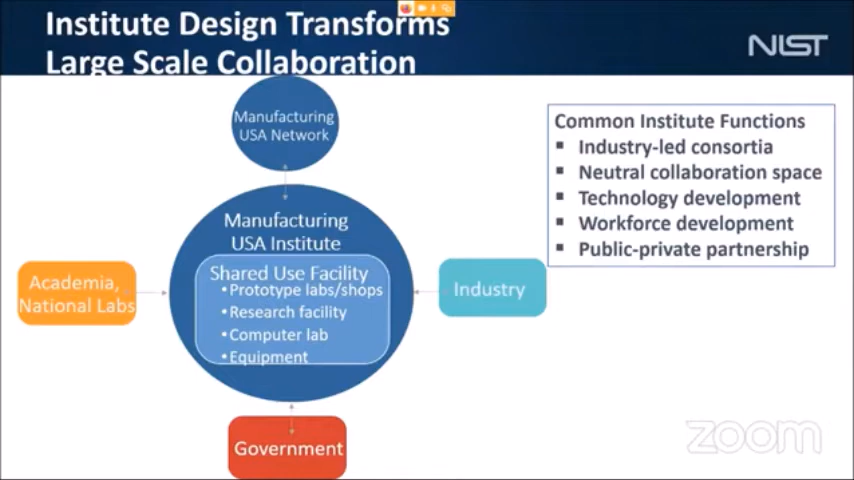 Institute Design Transforms
Large Scale Collaboration
NIST
Manufacturing
USA Network
Common Institute Functions
▪ Industry-led consortia
▪ Neutral collaboration space
▪ Technology development
▪ Workforce development
▪ Public-private partnership
Manufacturing
USA Institute
Shared Use Facility
•Prototype labs/shops
•Research facility
•Computer lab
•Equipment
Academia,
National Labs
Industry
Government
zoom